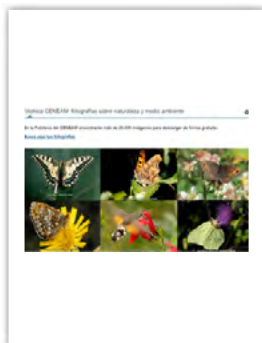 Visitaza CENEAM: fotografías sobre naturaleza y medio ambiente
En la Fototeca del CENEAM encontrarás más de 20.000 imágenes para descargar de forma gratuita.
Busca aquí tus fotografías